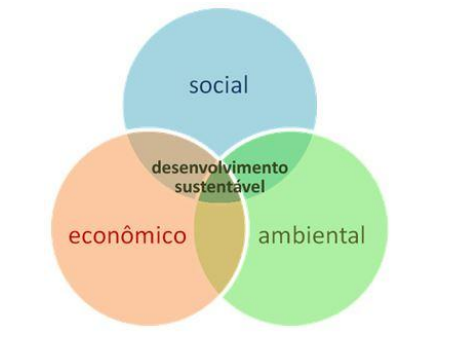 social
desenvolvimento
sustentável
econômico
ambiental